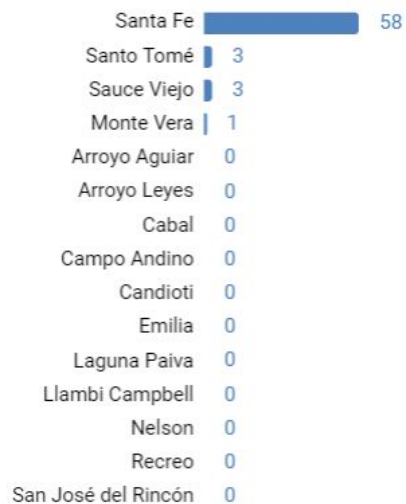 Santa Fe 58
Santo Tomé 3
Sauce Viejo 3
Monte Vera 1
Arroyo Aguiar 0
Arroyo Leyes 0
Cabal 0
Campo Andino 0
Candioti 0
Emilia 0
Laguna Paiva 0
Llambi Campbell 0
Nelson 0
Recreo 0
San José del Rincón 0